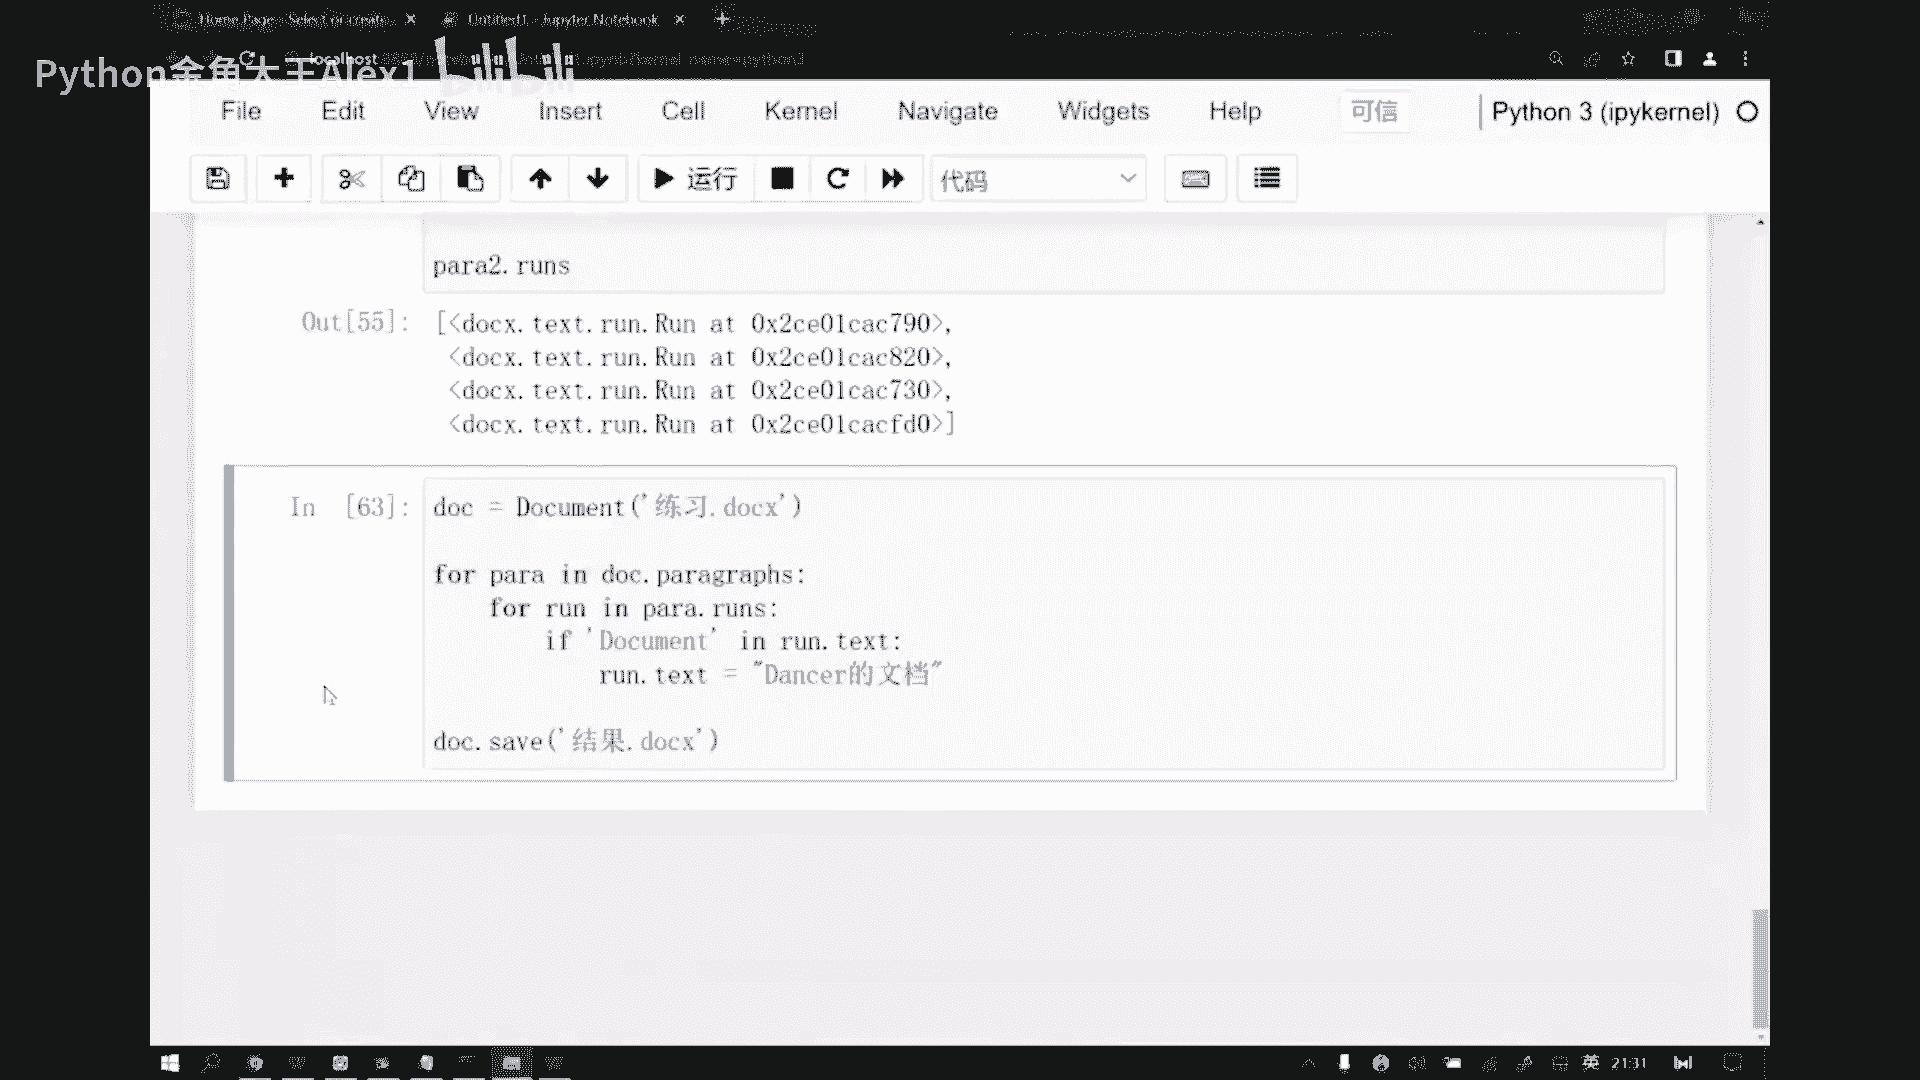 Home Page - Select or create
Untitled1 - Jupyter Notebook
localhost
Python金角大王Alex1 bilibili
File Edit View Insert Cell Kernel Navigate Widgets Help 可信 Python 3 (ipykernel)
运行 代码
para2.runs
Out[55]: [<docx.text.run.Run at 0x2ce01cac790>,
<docx.text.run.Run at 0x2ce01cac820>,
<docx.text.run.Run at 0x2ce01cac730>,
<docx.text.run.Run at 0x2ce01cacfd0>]
In [63]: doc = Document('练习.docx')
for para in doc.paragraphs:
for run in para.runs:
if 'Document' in run.text:
run.text = "Dancer的文档"
doc.save('结果.docx')
英 21:31